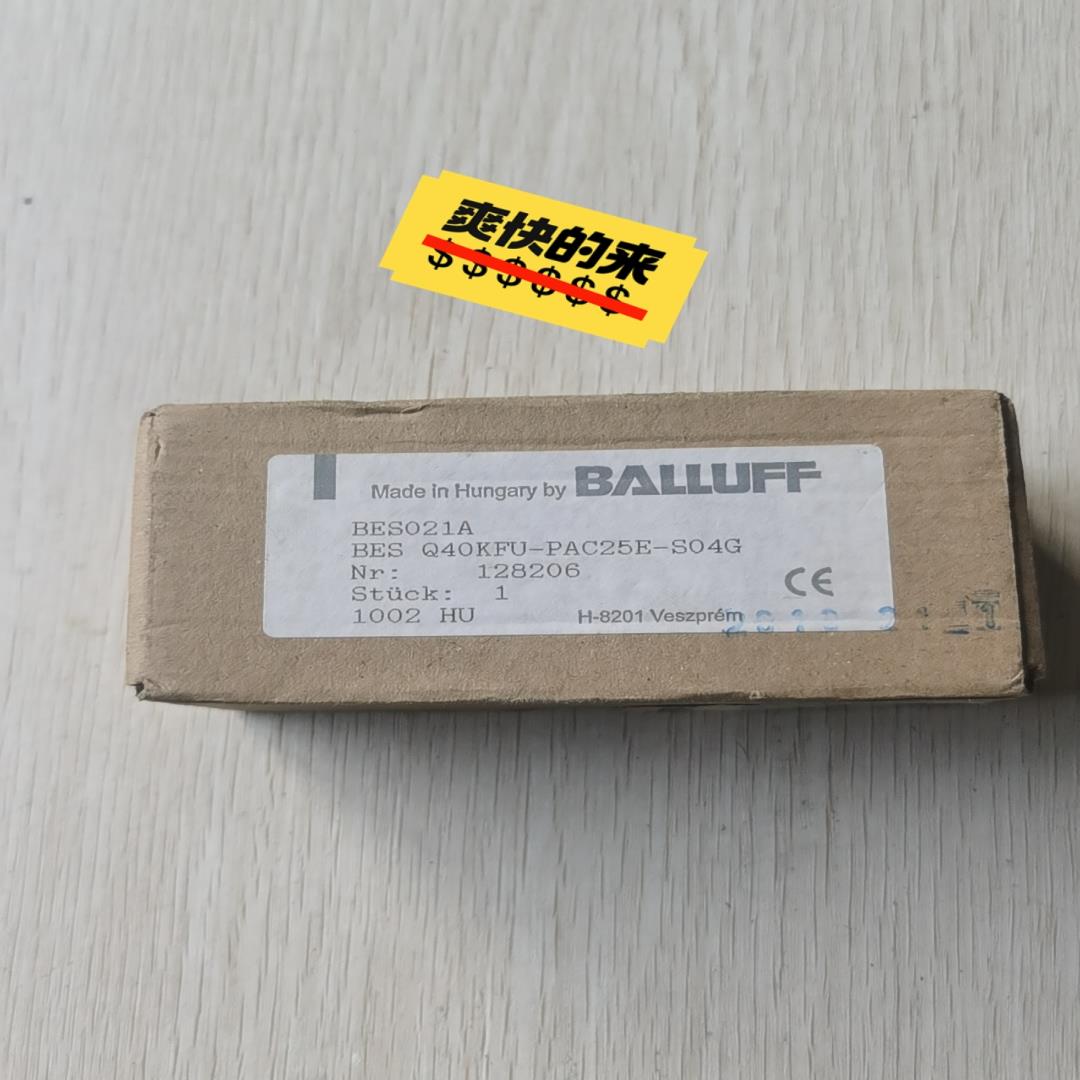 爽快的来
$$$$$$
Made in Hungary by BALLUFF
BES021A
BES Q40KFU-PAC25E-S04G
Nr: 128206
Stück: 1
1002 HU
CE
H-8201 Veszprém